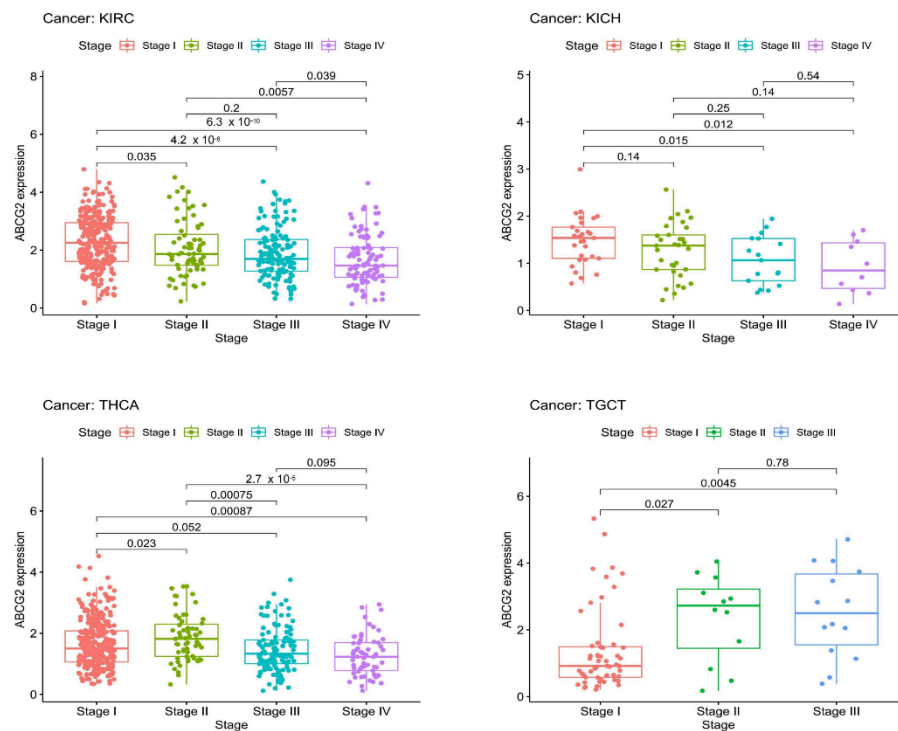 Cancer: KIRC
Stage Stage I Stage II Stage III Stage IV
8
6
4
2
0
ABCG2 expression
0.039
0.0057
0.2
6.3 x 10⁻¹⁰
4.2 x 10⁻⁶
0.035
Stage I Stage II Stage III Stage IV
Stage
Cancer: KICH
Stage Stage I Stage II Stage III Stage IV
5
4
3
2
1
0
ABCG2 expression
0.54
0.14
0.25
0.012
0.015
0.14
Stage I Stage II Stage III Stage IV
Stage
Cancer: THCA
Stage Stage I Stage II Stage III Stage IV
6
4
2
0
ABCG2 expression
0.095
2.7 x 10⁻⁶
0.00075
0.00087
0.052
0.023
Stage I Stage II Stage III Stage IV
Stage
Cancer: TGCT
Stage Stage I Stage II Stage III
6
4
2
0
ABCG2 expression
0.78
0.0045
0.027
Stage I Stage II Stage III
Stage